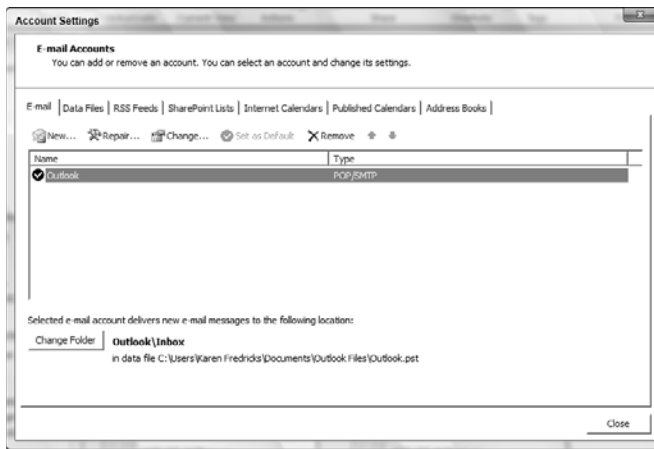 Account Settings
E-mail Accounts
You can add or remove an account. You can select an account and change its settings.
E-mail Data Files RSS Feeds SharePoint Lists Internet Calendars Published Calendars Address Books
New... Repair... Change... Set as Default Remove
Name Type
Outlook POP/SMTP
Selected e-mail account delivers new e-mail messages to the following location:
Change Folder Outlook\Inbox
in data file C:\Users\Karen Fredricks\Documents\Outlook Files\Outlook.pst
Close